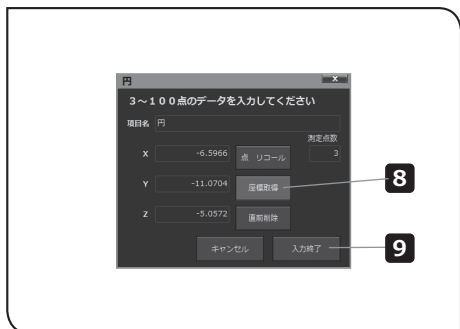 円
x
3～100点のデータを入力してください
項目名 円
測定点数
X -6.5966 点 リコール 3
Y -11.0704 座標取得 8
Z -5.0572 直前削除
キャンセル 入力終了 9